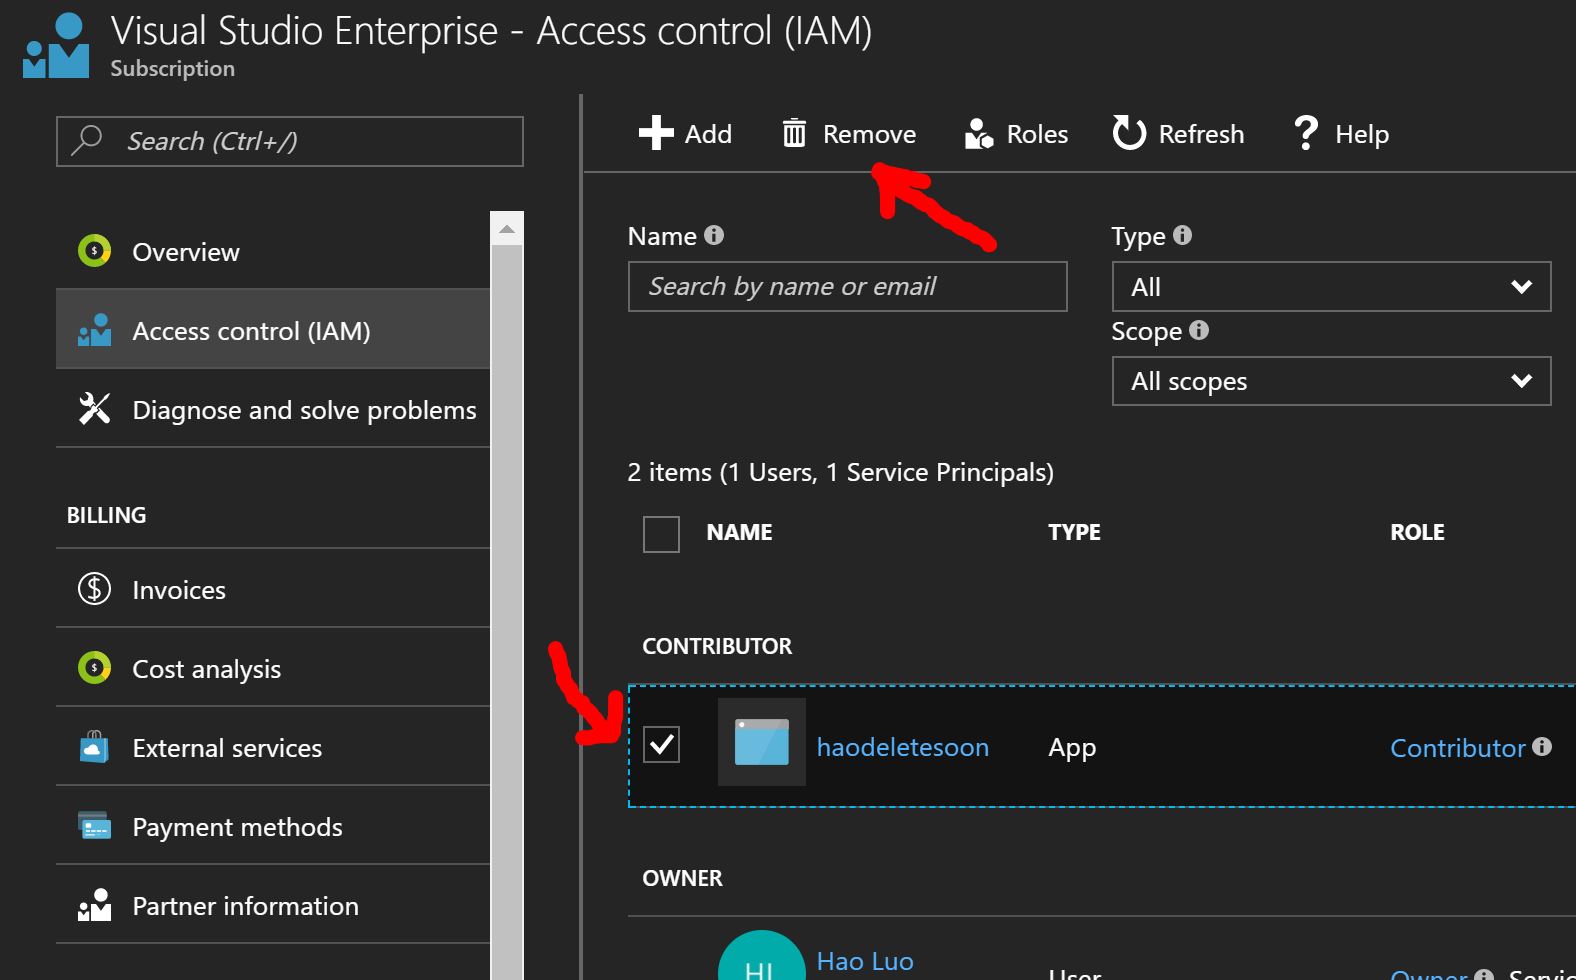 Visual Studio Enterprise - Access control (IAM)
Subscription
Search (Ctrl+/)
Overview
Access control (IAM)
Diagnose and solve problems
BILLING
Invoices
Cost analysis
External services
Payment methods
Partner information
Add Remove Roles Refresh Help
Name Type
Search by name or email All
Scope
All scopes
2 items (1 Users, 1 Service Principals)
NAME TYPE ROLE
CONTRIBUTOR
haodeletesoon App Contributor
OWNER
HL Hao Luo
User Owner